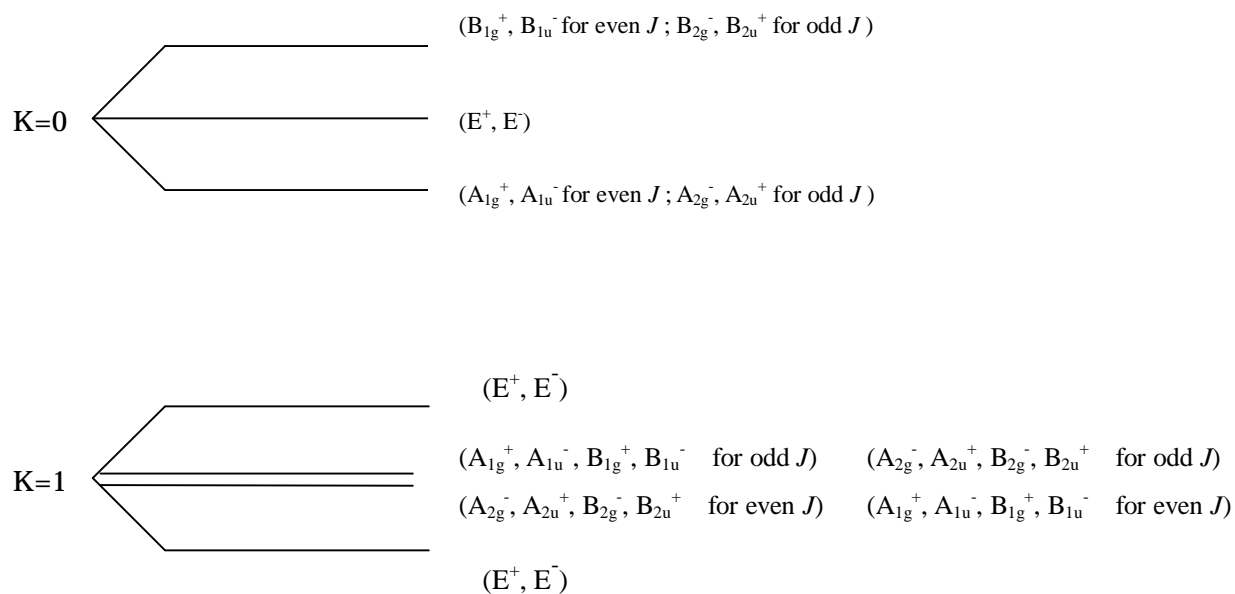 (B₁g⁺, B₁u⁻ for even J ; B₂g⁻, B₂u⁺ for odd J )
K=0
(E⁺, E⁻)
(A₁g⁺, A₁u⁻ for even J ; A₂g⁻, A₂u⁺ for odd J )
(E⁺, E⁻)
(A₁g⁺, A₁u⁻, B₁g⁺, B₁u⁻ for odd J) (A₂g⁻, A₂u⁺, B₂g⁻, B₂u⁺ for odd J)
K=1
(A₂g⁻, A₂u⁺, B₂g⁻, B₂u⁺ for even J) (A₁g⁺, A₁u⁻, B₁g⁺, B₁u⁻ for even J)
(E⁺, E⁻)